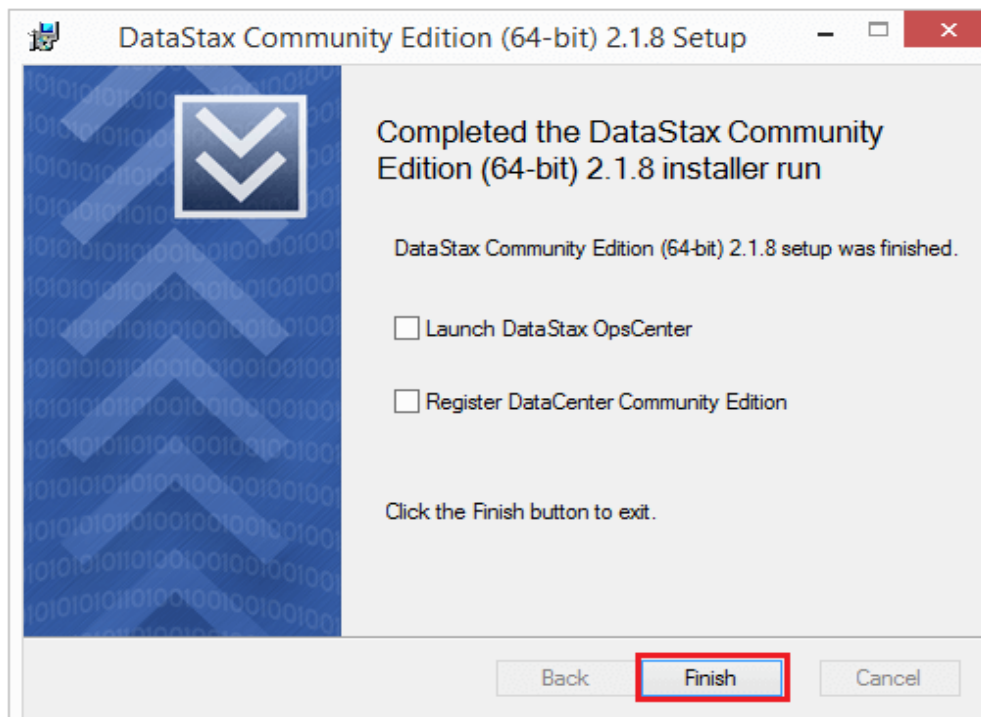 DataStax Community Edition (64-bit) 2.1.8 Setup
Completed the DataStax Community
Edition (64-bit) 2.1.8 installer run
DataStax Community Edition (64-bit) 2.1.8 setup was finished.
Launch DataStax OpsCenter
Register DataCenter Community Edition
Click the Finish button to exit.
Back
Finish
Cancel